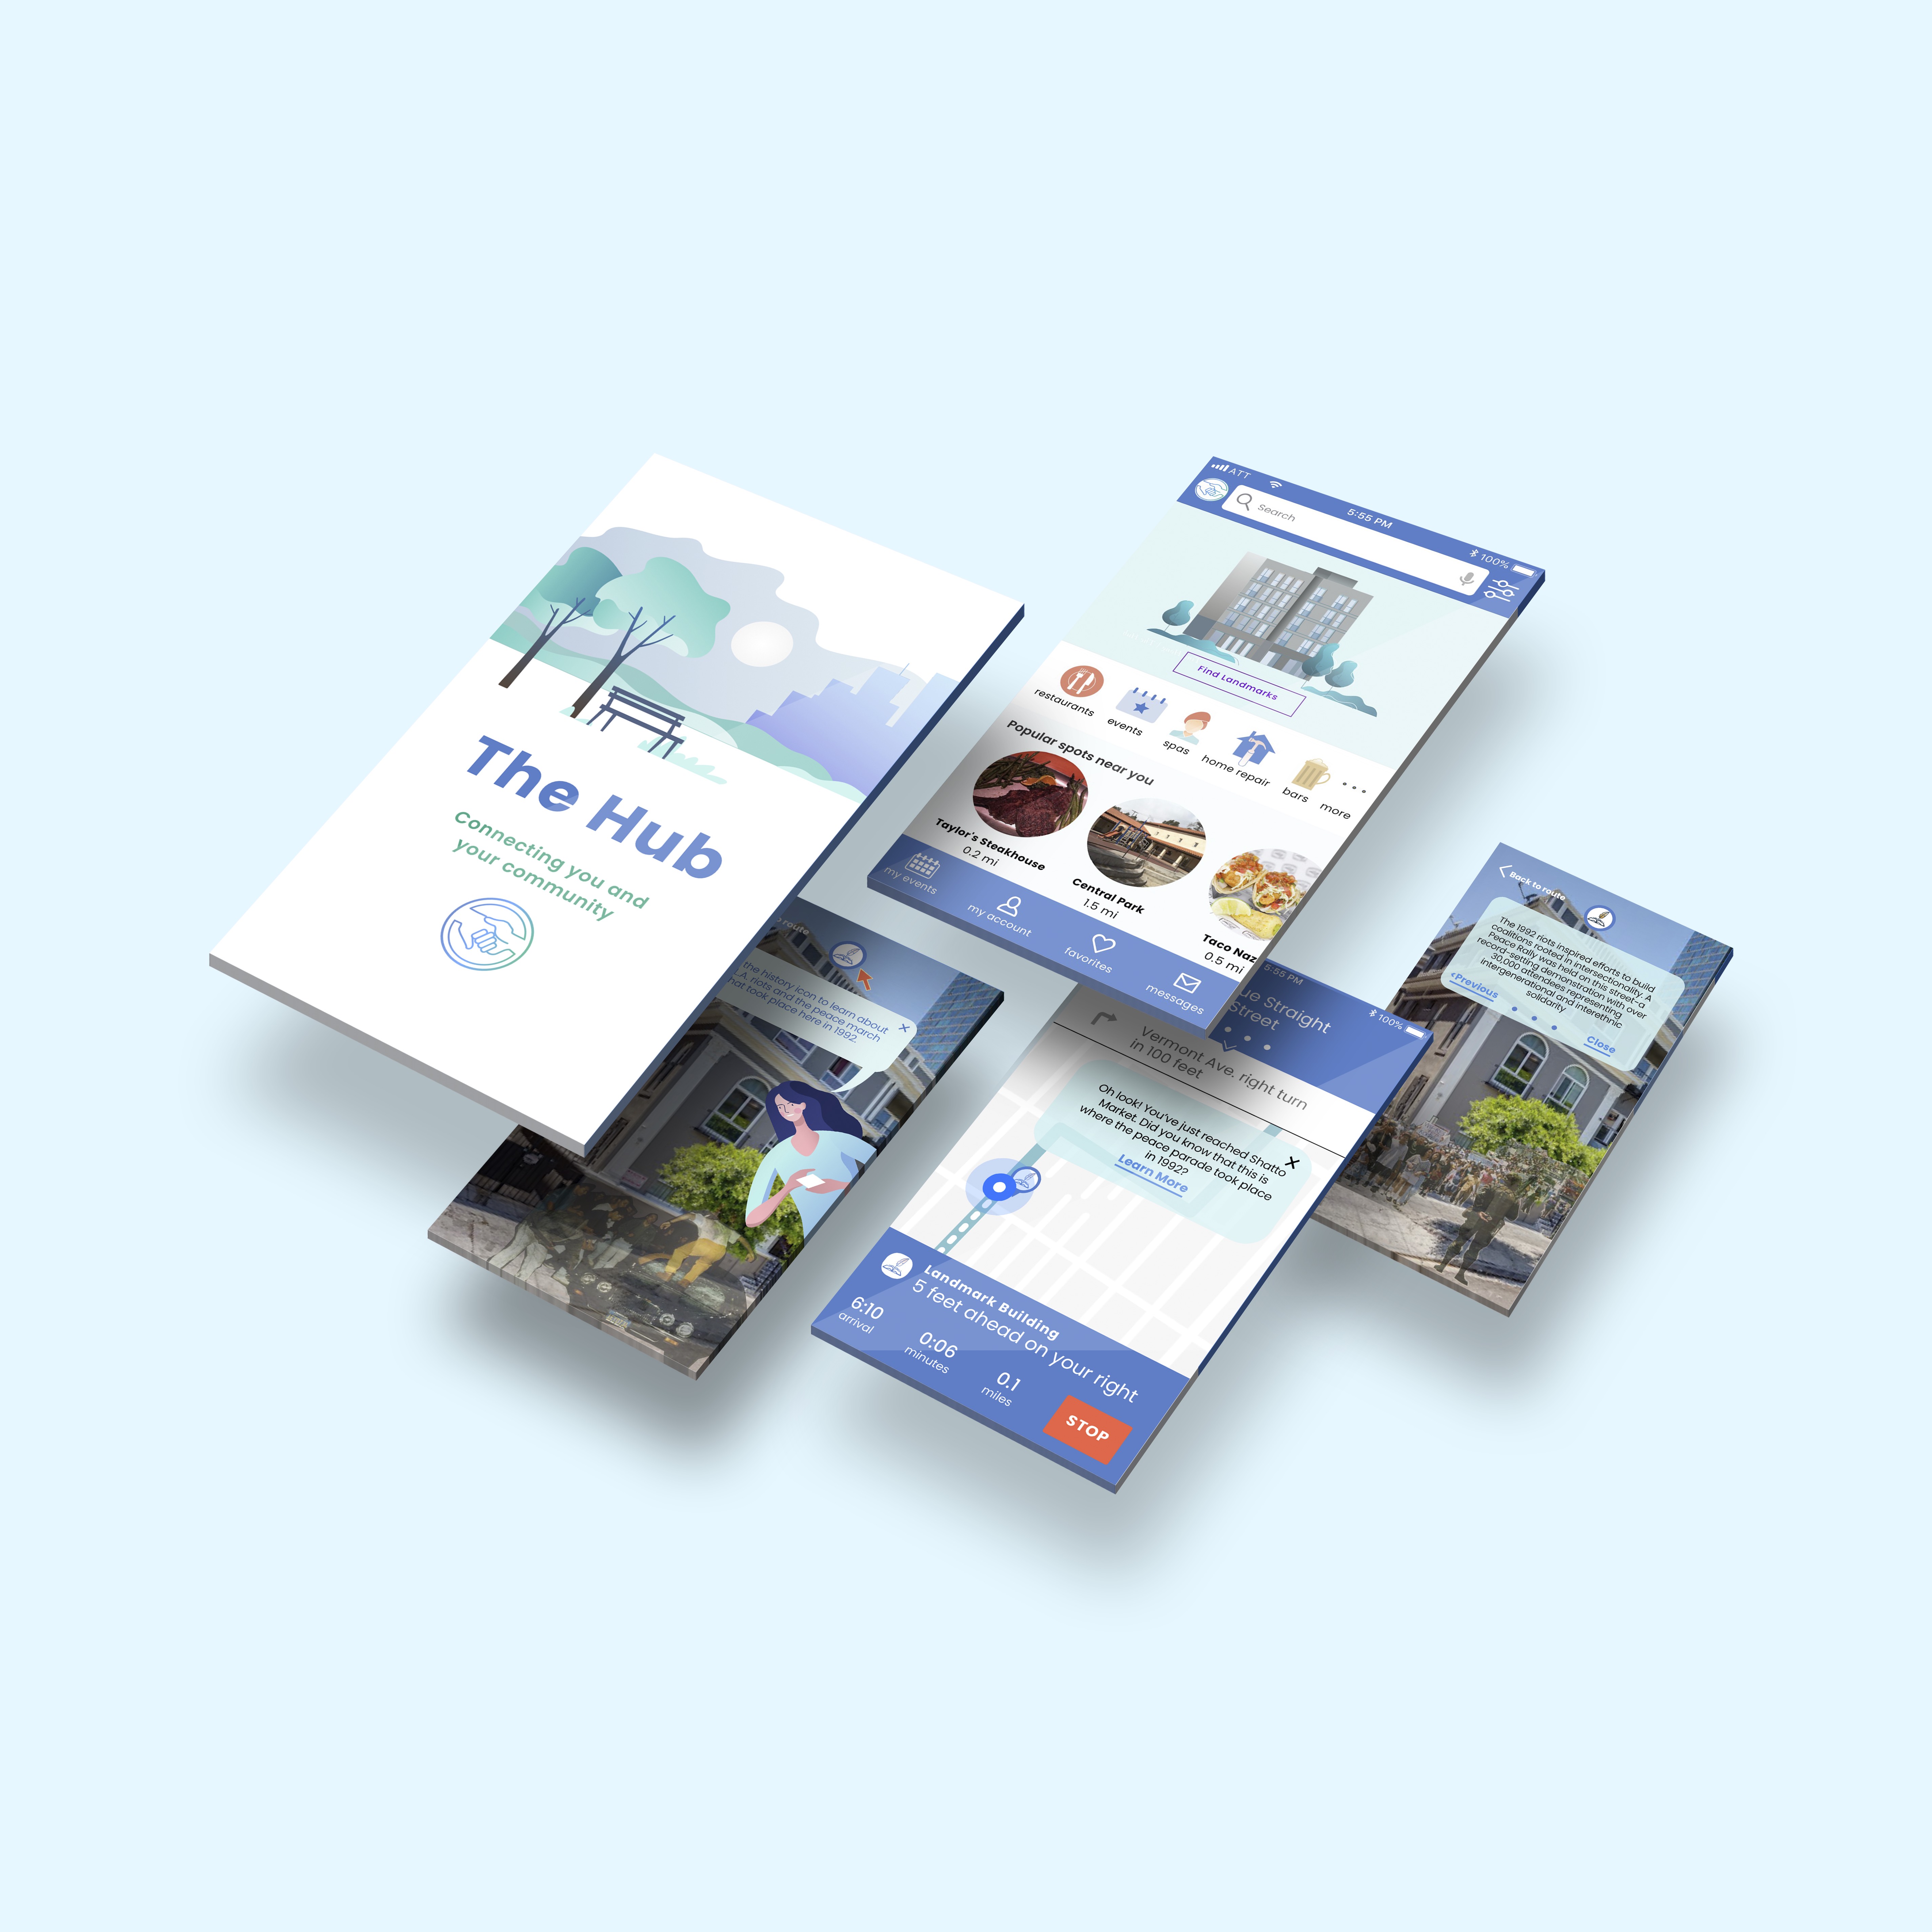 The Hub
Connecting you and
your community
ATT
5:55 PM
100%
Search
Find Landmarks
restaurants
events
spas
home repair
bars
more
Popular spots near you
Taylor's Steakhouse
0.2 mi
Central Park
1.5 mi
Taco Naz
0.5 mi
my events
my account
favorites
messages
route
the history icon to learn about
A. riots and the peace march
hat took place here in 1992.
5:55 PM
100%
ue Straight
Street
Vermont Ave. right turn
in 100 feet
Oh look! You've just reached Shatto
Market. Did you know that this is
where the peace parade took place
in 1992?
Learn More
Landmark Building
5 feet ahead on your right
6:10
arrival
0:06
minutes
0.1
miles
STOP
Back to route
The 1992 riots inspired efforts to build
coalitions rooted in intersectionality. A
Peace Rally was held on this street-a
record-setting demonstration with over
30,000 attendees representing
intergenerational and interethnic
solidarity
‹Previous
Close